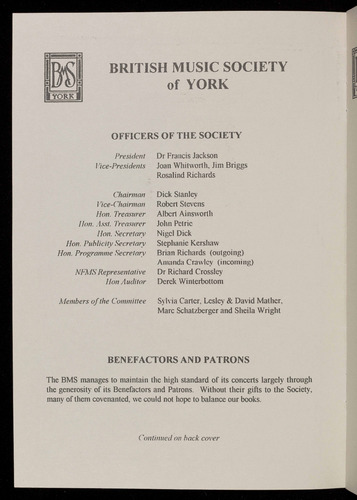 BMS
YORK
BRITISH MUSIC SOCIETY
of YORK
OFFICERS OF THE SOCIETY
President Dr Francis Jackson
Vice-Presidents Joan Whitworth, Jim Briggs
Rosalind Richards
Chairman Dick Stanley
Vice-Chairman Robert Stevens
Hon. Treasurer Albert Ainsworth
Hon. Asst. Treasurer John Petrie
Hon. Secretary Nigel Dick
Hon. Publicity Secretary Stephanie Kershaw
Hon. Programme Secretary Brian Richards (outgoing)
Amanda Crawley (incoming)
NFMS Representative Dr Richard Crossley
Hon Auditor Derek Winterbottom
Members of the Committee Sylvia Carter, Lesley & David Mather,
Marc Schatzberger and Sheila Wright
BENEFACTORS AND PATRONS
The BMS manages to maintain the high standard of its concerts largely through
the generosity of its Benefactors and Patrons. Without their gifts to the Society,
many of them covenanted, we could not hope to balance our books.
Continued on back cover